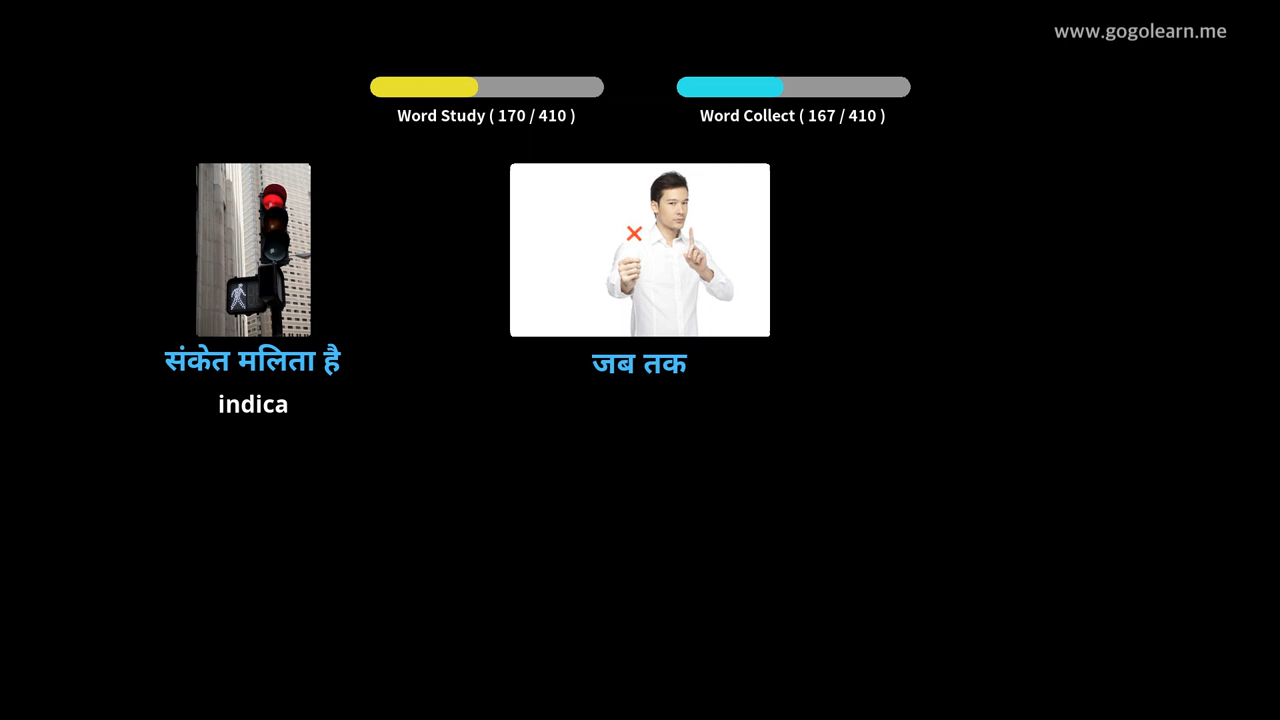 www.gogolearn.me
Word Study ( 170 / 410 )
Word Collect ( 167 / 410 )
संकेत मलिता है
indica
जब तक